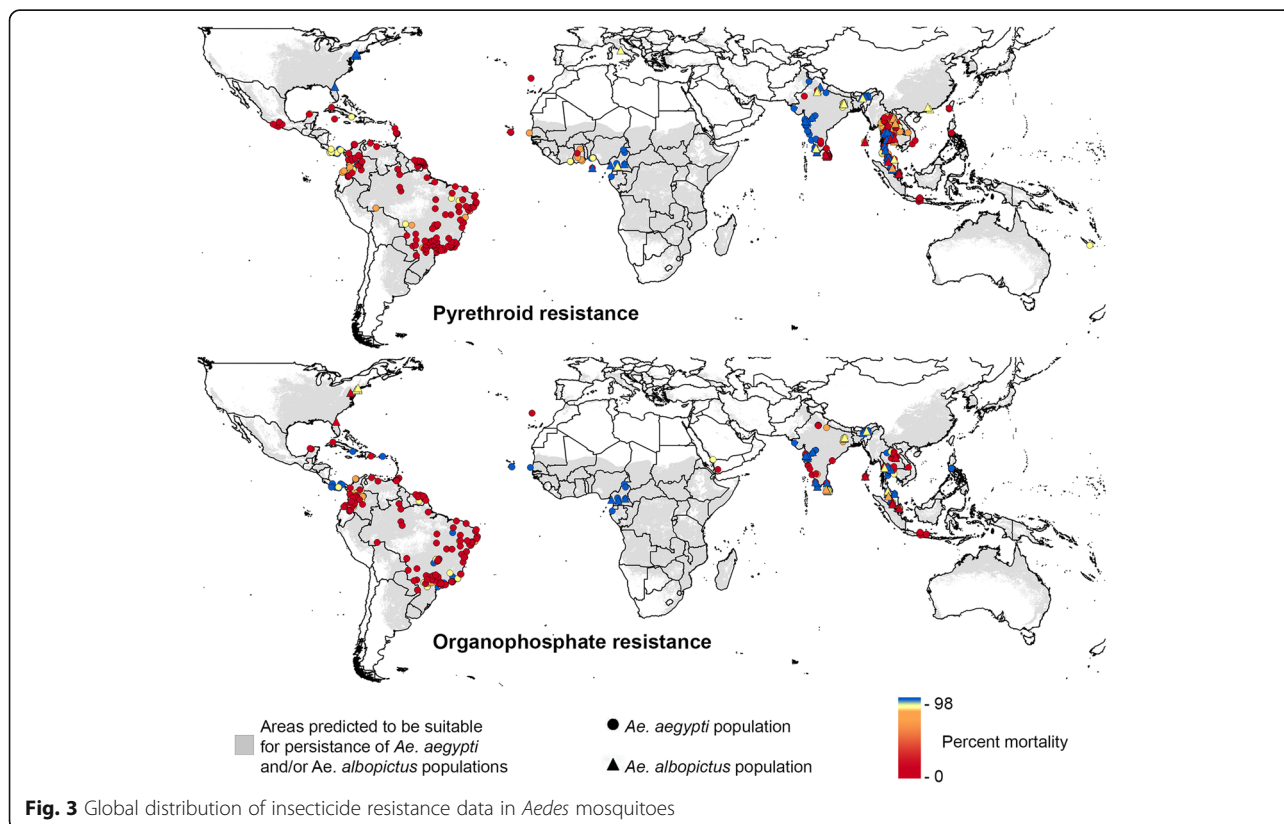 Pyrethroid resistance
Organophosphate resistance
Areas predicted to be suitable
for persistance of Ae. aegypti
and/or Ae. albopictus populations
Ae. aegypti population
Ae. albopictus population
- 98
Percent mortality
- 0
Fig. 3 Global distribution of insecticide resistance data in Aedes mosquitoes